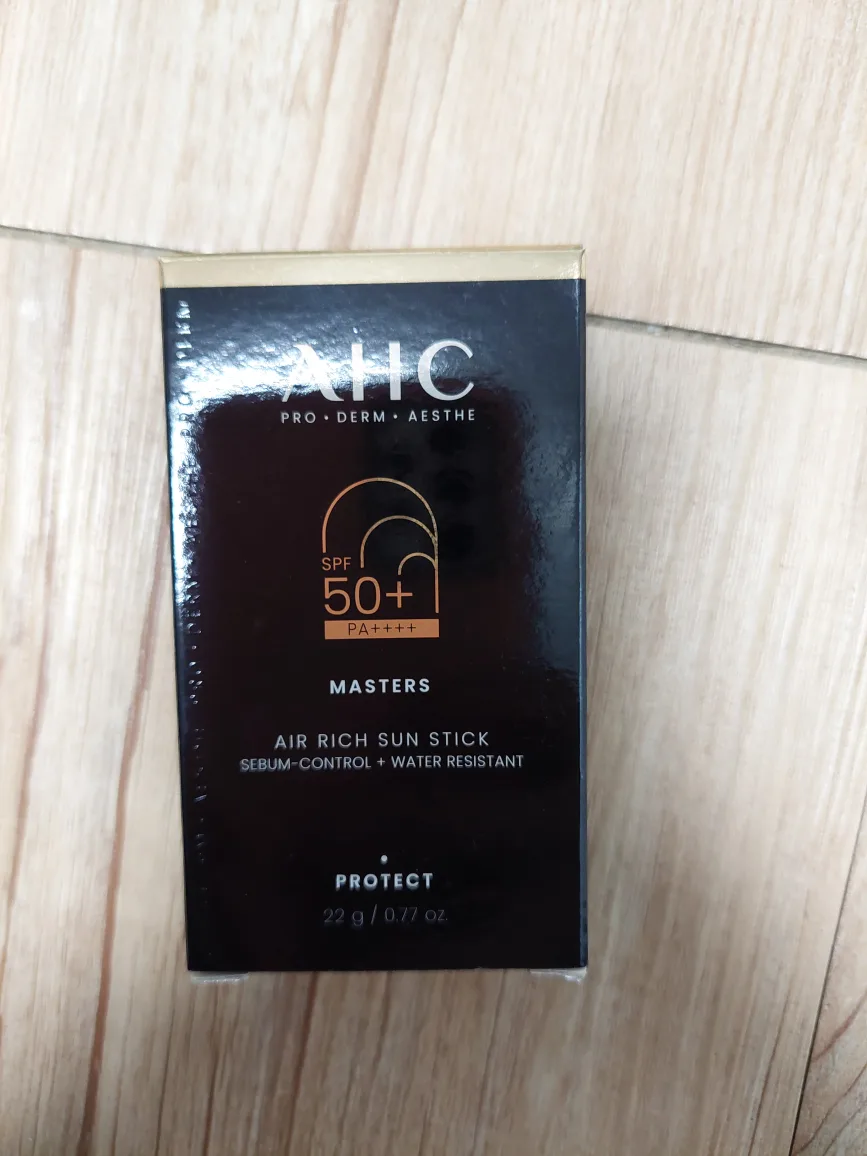 AHC
PRO • DERM • AESTHE
SPF
50+
PA++++
MASTERS
AIR RICH SUN STICK
SEBUM-CONTROL + WATER RESISTANT
PROTECT
22 g / 0.77 oz.